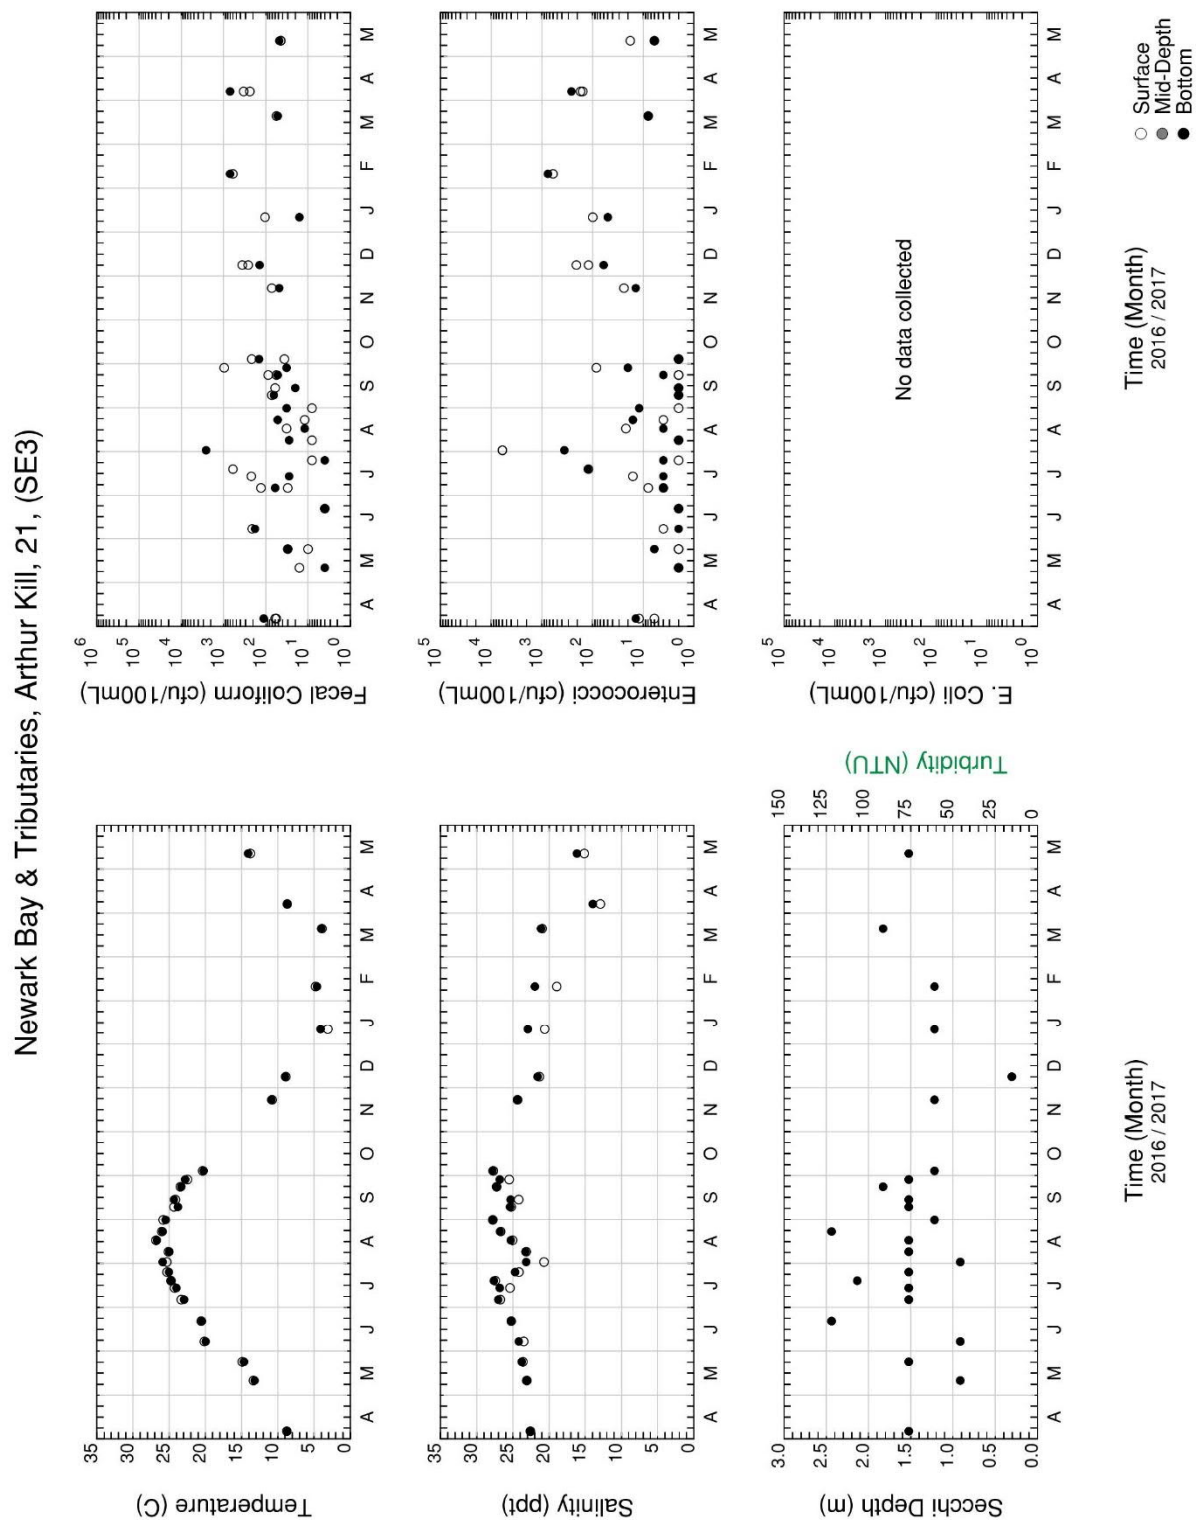 Newark Bay & Tributaries, Arthur Kill, 21, (SE3)
Temperature (C)
35
30
25
20
15
10
5
0
A M J J A S O N D J F M A M
Fecal Coliform (cfu/100mL)
10 6
10 5
10 4
10 3
10 2
10 1
10 0
A M J J A S O N D J F M A M
Salinity (ppt)
35
30
25
20
15
10
5
0
A M J J A S O N D J F M A M
Enterococci (cfu/100mL)
10 5
10 4
10 3
10 2
10 1
10 0
A M J J A S O N D J F M A M
Secchi Depth (m)
3.0
2.5
2.0
1.5
1.0
0.5
0.0
A M J J A S O N D J F M A M
150
125
100
75
50
25
0
Turbidity (NTU)
E. Coli (cfu/100mL)
10 5
10 4
10 3
10 2
10 1
10 0
No data collected
A M J J A S O N D J F M A M
Time (Month)
2016 / 2017
Time (Month)
2016 / 2017
Surface
Mid-Depth
Bottom